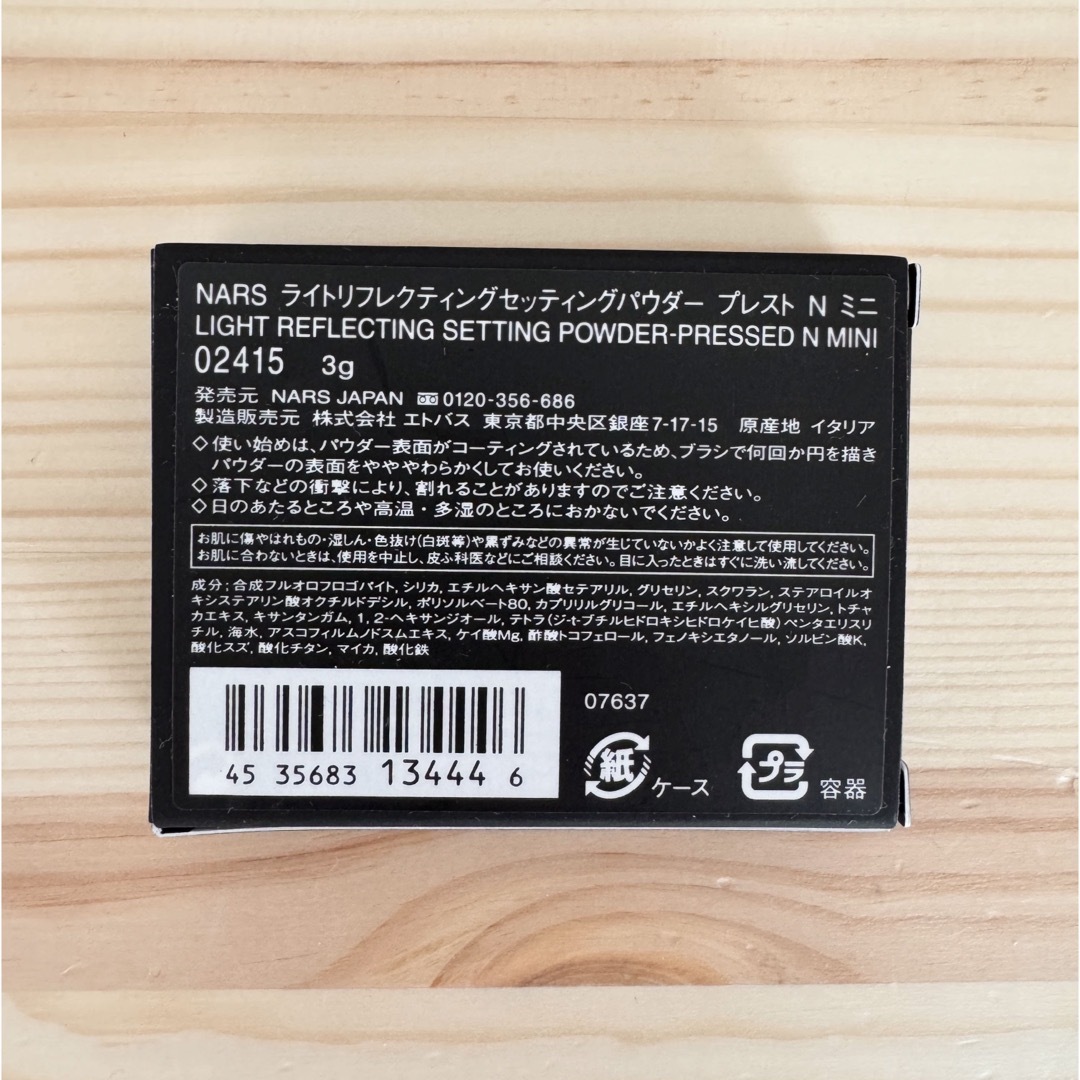 NARS ライトリフレクティングセッティングパウダー プレスト N ミニ
LIGHT REFLECTING SETTING POWDER-PRESSED N MINI
02415 3g
発売元 NARS JAPAN 0120-356-686
製造販売元 株式会社 エトバス 東京都中央区銀座7-17-15 原産地 イタリア
◇使い始めは、パウダー表面がコーティングされているため、ブラシで何回か円を描き
パウダーの表面をやややわらかくしてお使いください。
◇落下などの衝撃により、割れることがありますのでご注意ください。
◇日のあたるところや高温・多湿のところにおかないでください。
お肌に傷やはれもの・湿しん・色抜け(白斑等)や黒ずみなどの異常が生じていないかよく注意して使用してください。
お肌に合わないときは、使用を中止し、皮ふ科医などにご相談ください。目に入ったときはすぐに洗い流してください。
成分:合成フルオロフロゴパイト, シリカ, エチルヘキサン酸セテアリル, グリセリン, スクワラン, ステアロイルオ
キシステアリン酸オクチルドデシル, ポリソルベート80, カプリリルグリコール, エチルヘキシルグリセリン, トチャ
カエキス, キサンタンガム, 1, 2-ヘキサンジオール, テトラ(ジ-t-ブチルヒドロキシヒドロケイヒ酸)ペンタエリスリ
チル, 海水, アスコフィルムノドスムエキス, ケイ酸Mg, 酢酸トコフェロール, フェノキシエタノール, ソルビン酸K,
酸化スズ, 酸化チタン, マイカ, 酸化鉄
45 35683 13444 6
07637
紙 ケース
プラ 容器